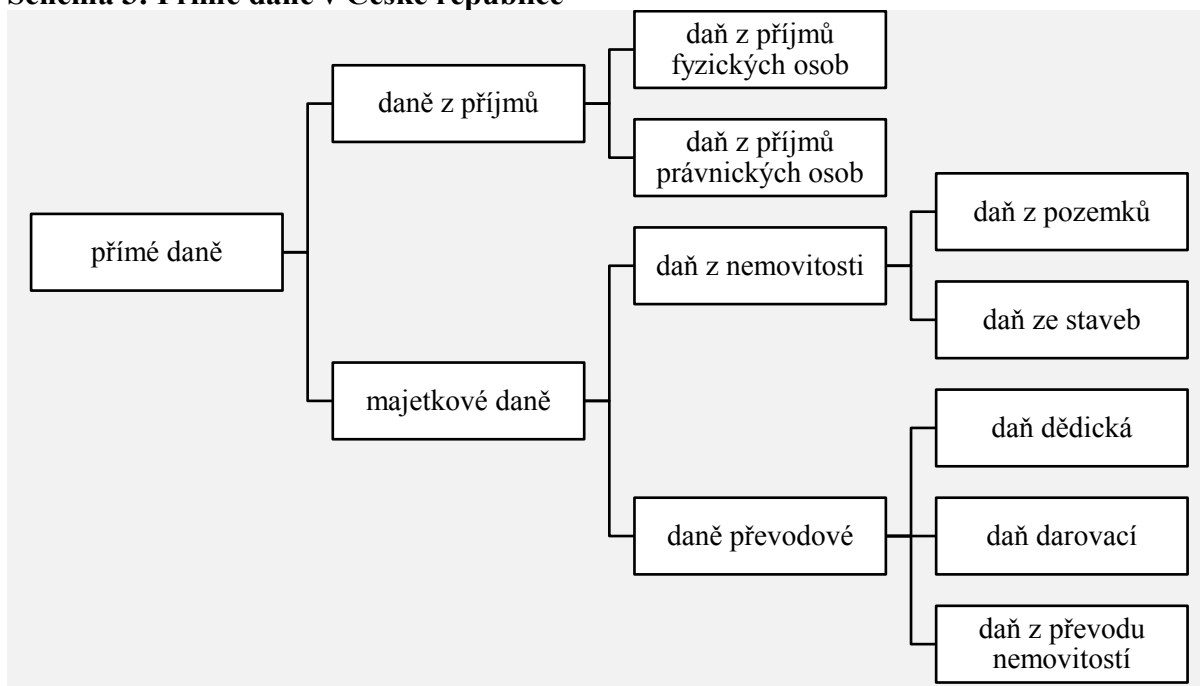 Schéma 3: Přímé daně v České republice
daň z příjmů
fyzických osob
daně z příjmů
daň z příjmů
právnických osob
daň z pozemků
přímé daně
daň z nemovitosti
daň ze staveb
majetkové daně
daň dědická
daně převodové
daň darovací
daň z převodu
nemovitostí